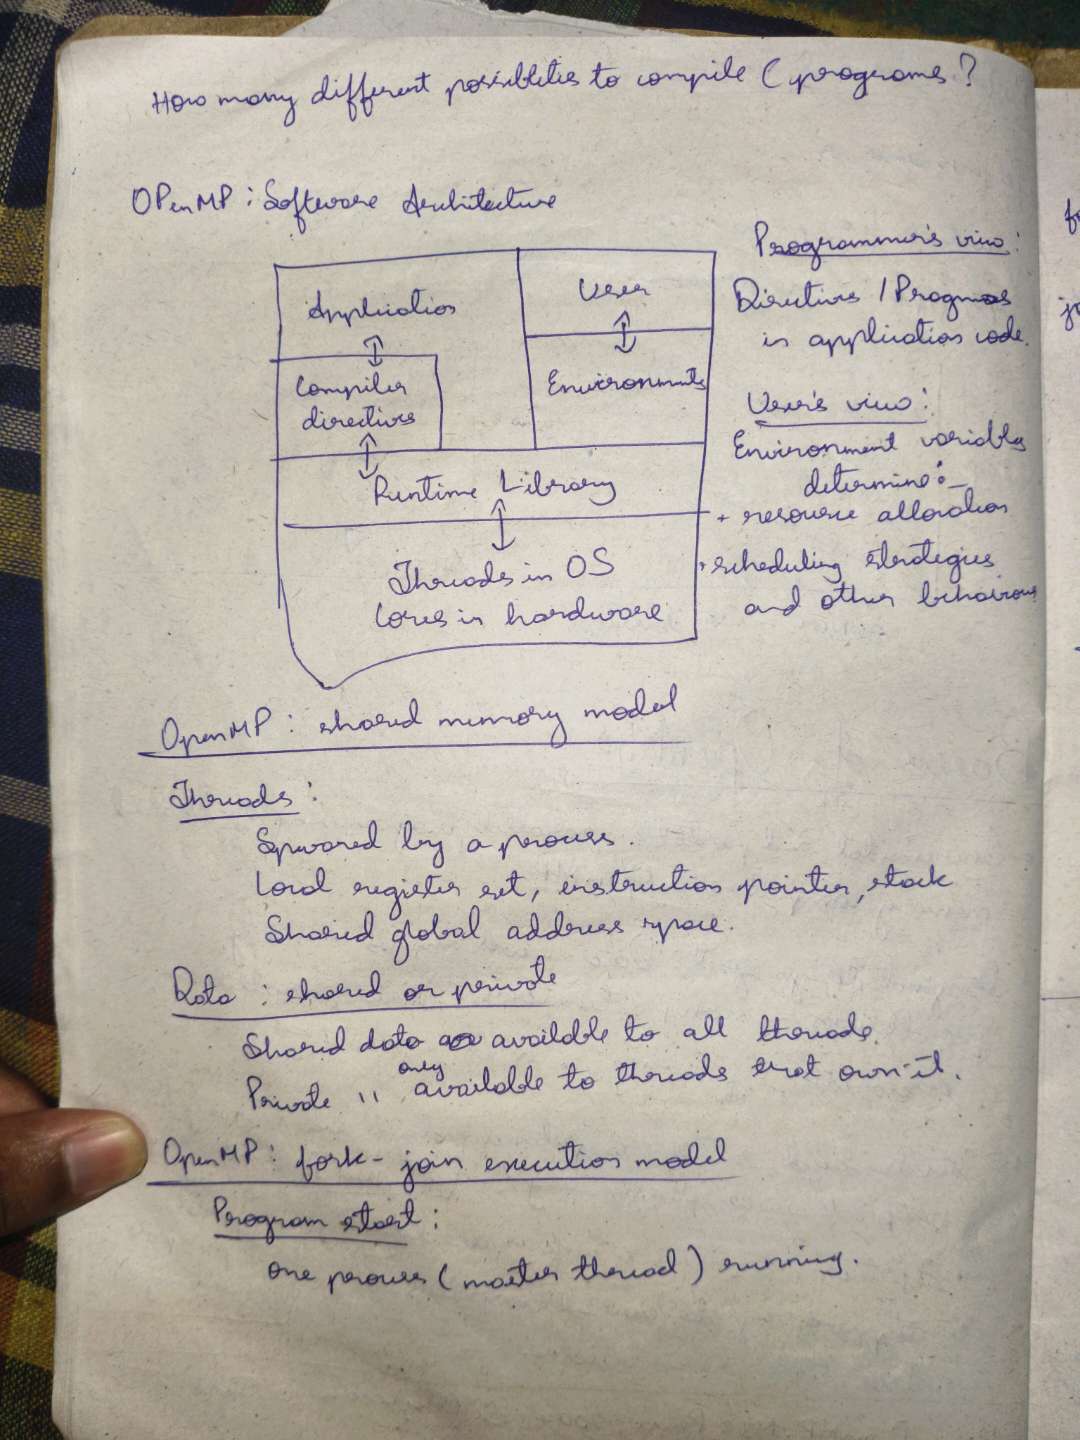 How many different possiblities to compile C programs?
OPenMP : Software Architecture
Application
User
Compiler
directives
Environments
Runtime Library
Threads in OS
Cores in hardware
Programmer's view :
Directives / Pragmas
in application code.
User's view :
Environment variables
determine :-
resource allocation
scheduling strategies
and other behaviours
OpenMP : shared memory model
Threads :
Spwared by a process.
Local register set, instruction pointer, stack
Shared global address space.
Data : shared or private
Shared data available to all threads.
Private " only available to threads that own it.
OpenMP : fork - join execution model
Program start :
one process ( master thread ) running.
fo
jo